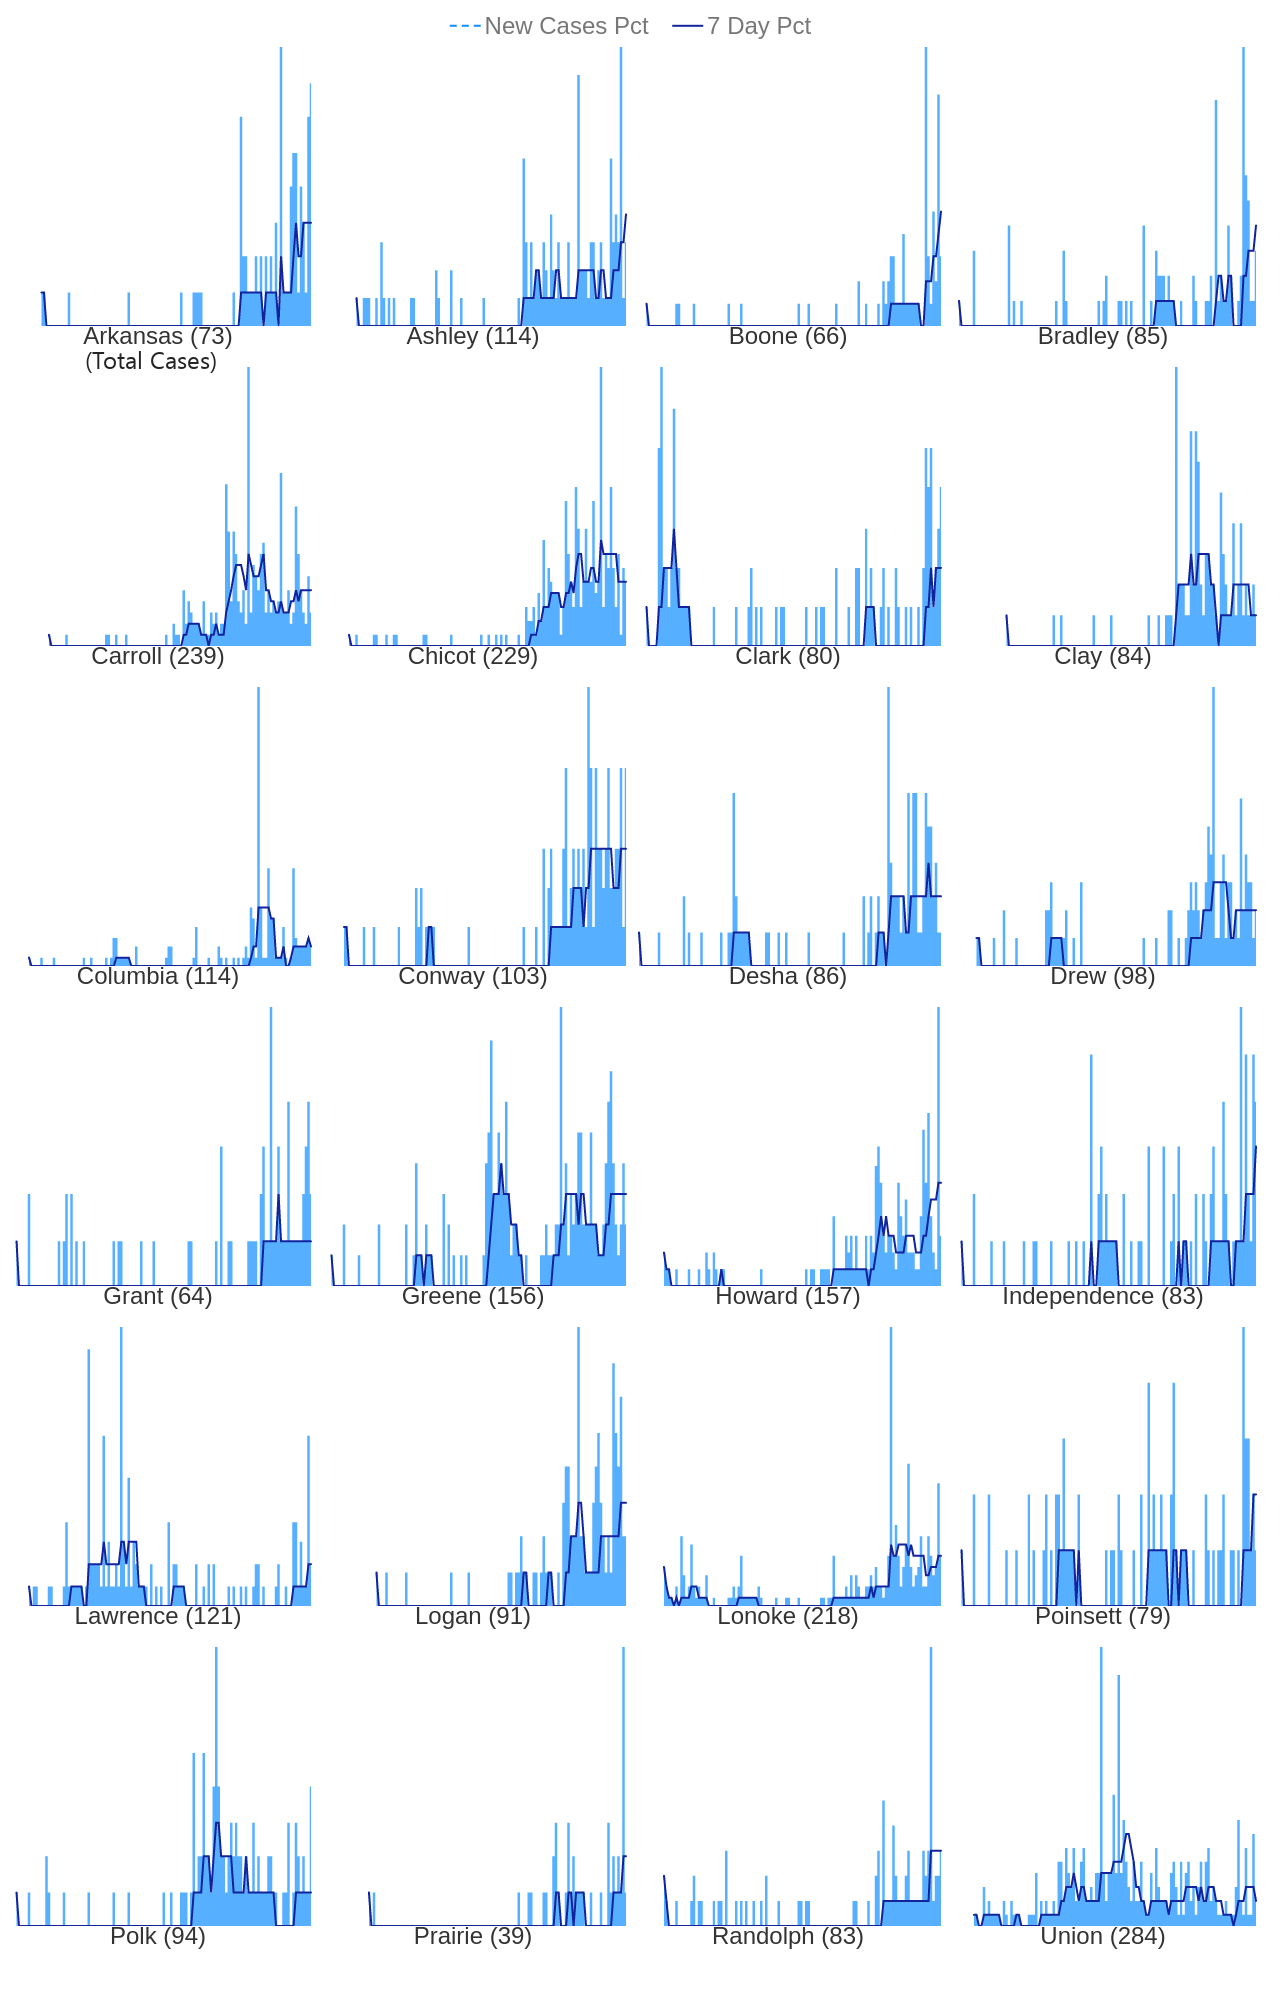 New Cases Pct 7 Day Pct
Arkansas (73) Ashley (114) Boone (66) Bradley (85)
(Total Cases)
Carroll (239) Chicot (229) Clark (80) Clay (84)
Columbia (114) Conway (103) Desha (86) Drew (98)
Grant (64) Greene (156) Howard (157) Independence (83)
Lawrence (121) Logan (91) Lonoke (218) Poinsett (79)
Polk (94) Prairie (39) Randolph (83) Union (284)